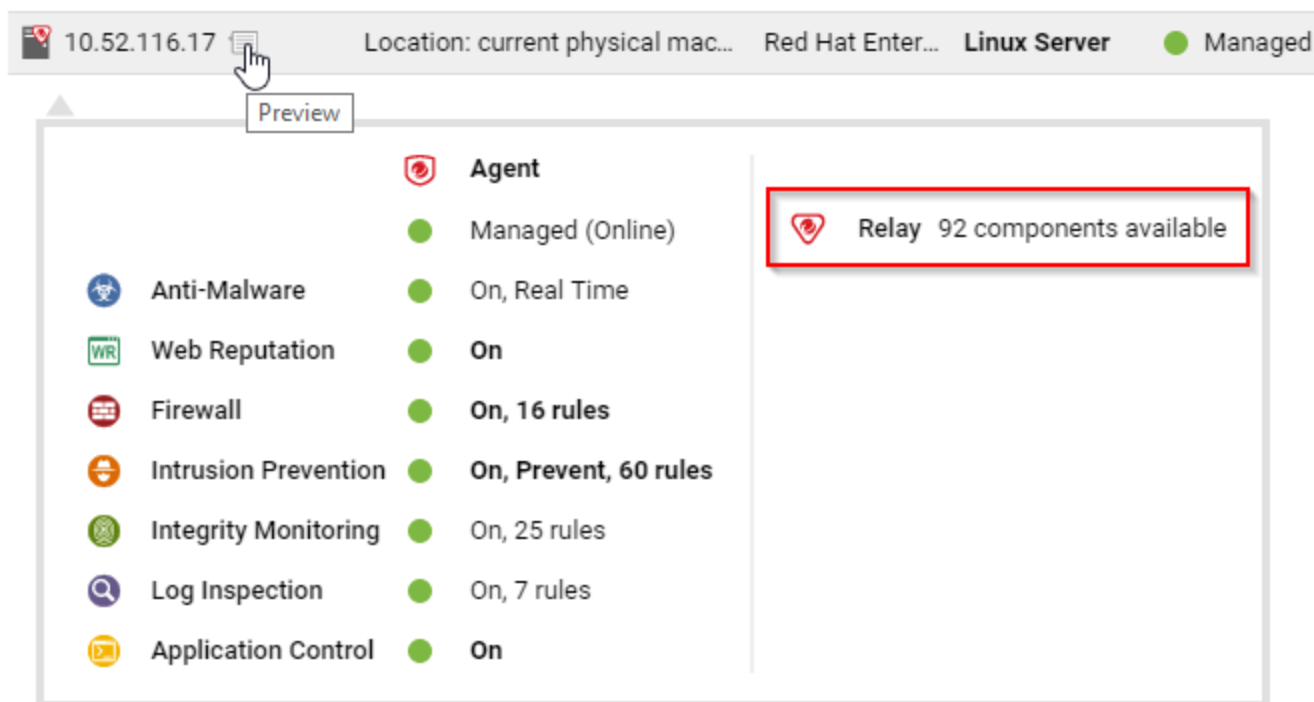 10.52.116.17 Location: current physical mac... Red Hat Enter... Linux Server Managed
Preview
Agent
Managed (Online)
Relay 92 components available
Anti-Malware On, Real Time
WR Web Reputation On
Firewall On, 16 rules
Intrusion Prevention On, Prevent, 60 rules
Integrity Monitoring On, 25 rules
Log Inspection On, 7 rules
Application Control On